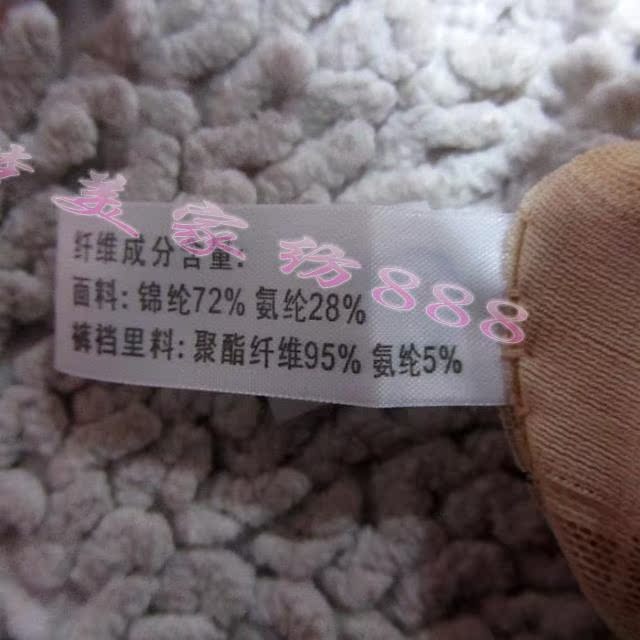 美家纺888
纤维成分含量:
面料: 锦纶72% 氨纶28%
裤裆里料: 聚酯纤维95% 氨纶5%